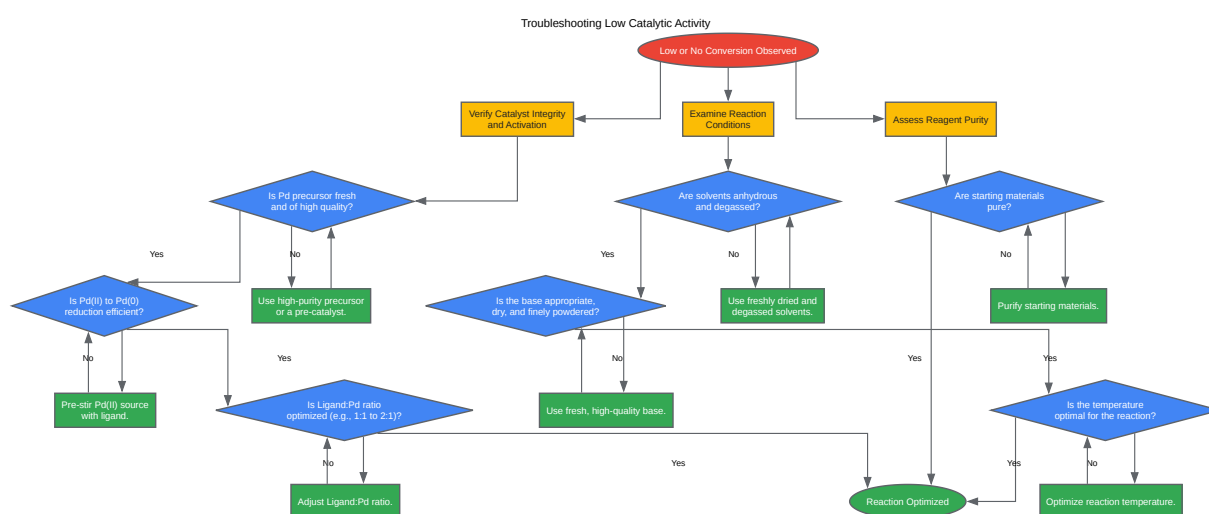 Troubleshooting Low Catalytic Activity
Low or No Conversion Observed
Verify Catalyst Integrity
and Activation
Examine Reaction
Conditions
Assess Reagent Purity
Is Pd precursor fresh
and of high quality?
Are solvents anhydrous
and degassed?
Are starting materials
pure?
Yes
No
Yes
No
No
Is Pd(II) to Pd(0)
reduction efficient?
Use high-purity precursor
or a pre-catalyst.
Is the base appropriate,
dry, and finely powdered?
Use freshly dried and
degassed solvents.
Purify starting materials.
No
Yes
No
Yes
Yes
Pre-stir Pd(II) source
with ligand.
Is Ligand:Pd ratio
optimized (e.g., 1:1 to 2:1)?
Use fresh, high-quality base.
Is the temperature
optimal for the reaction?
No
Yes
Yes
No
Adjust Ligand:Pd ratio.
Reaction Optimized
Optimize reaction temperature.